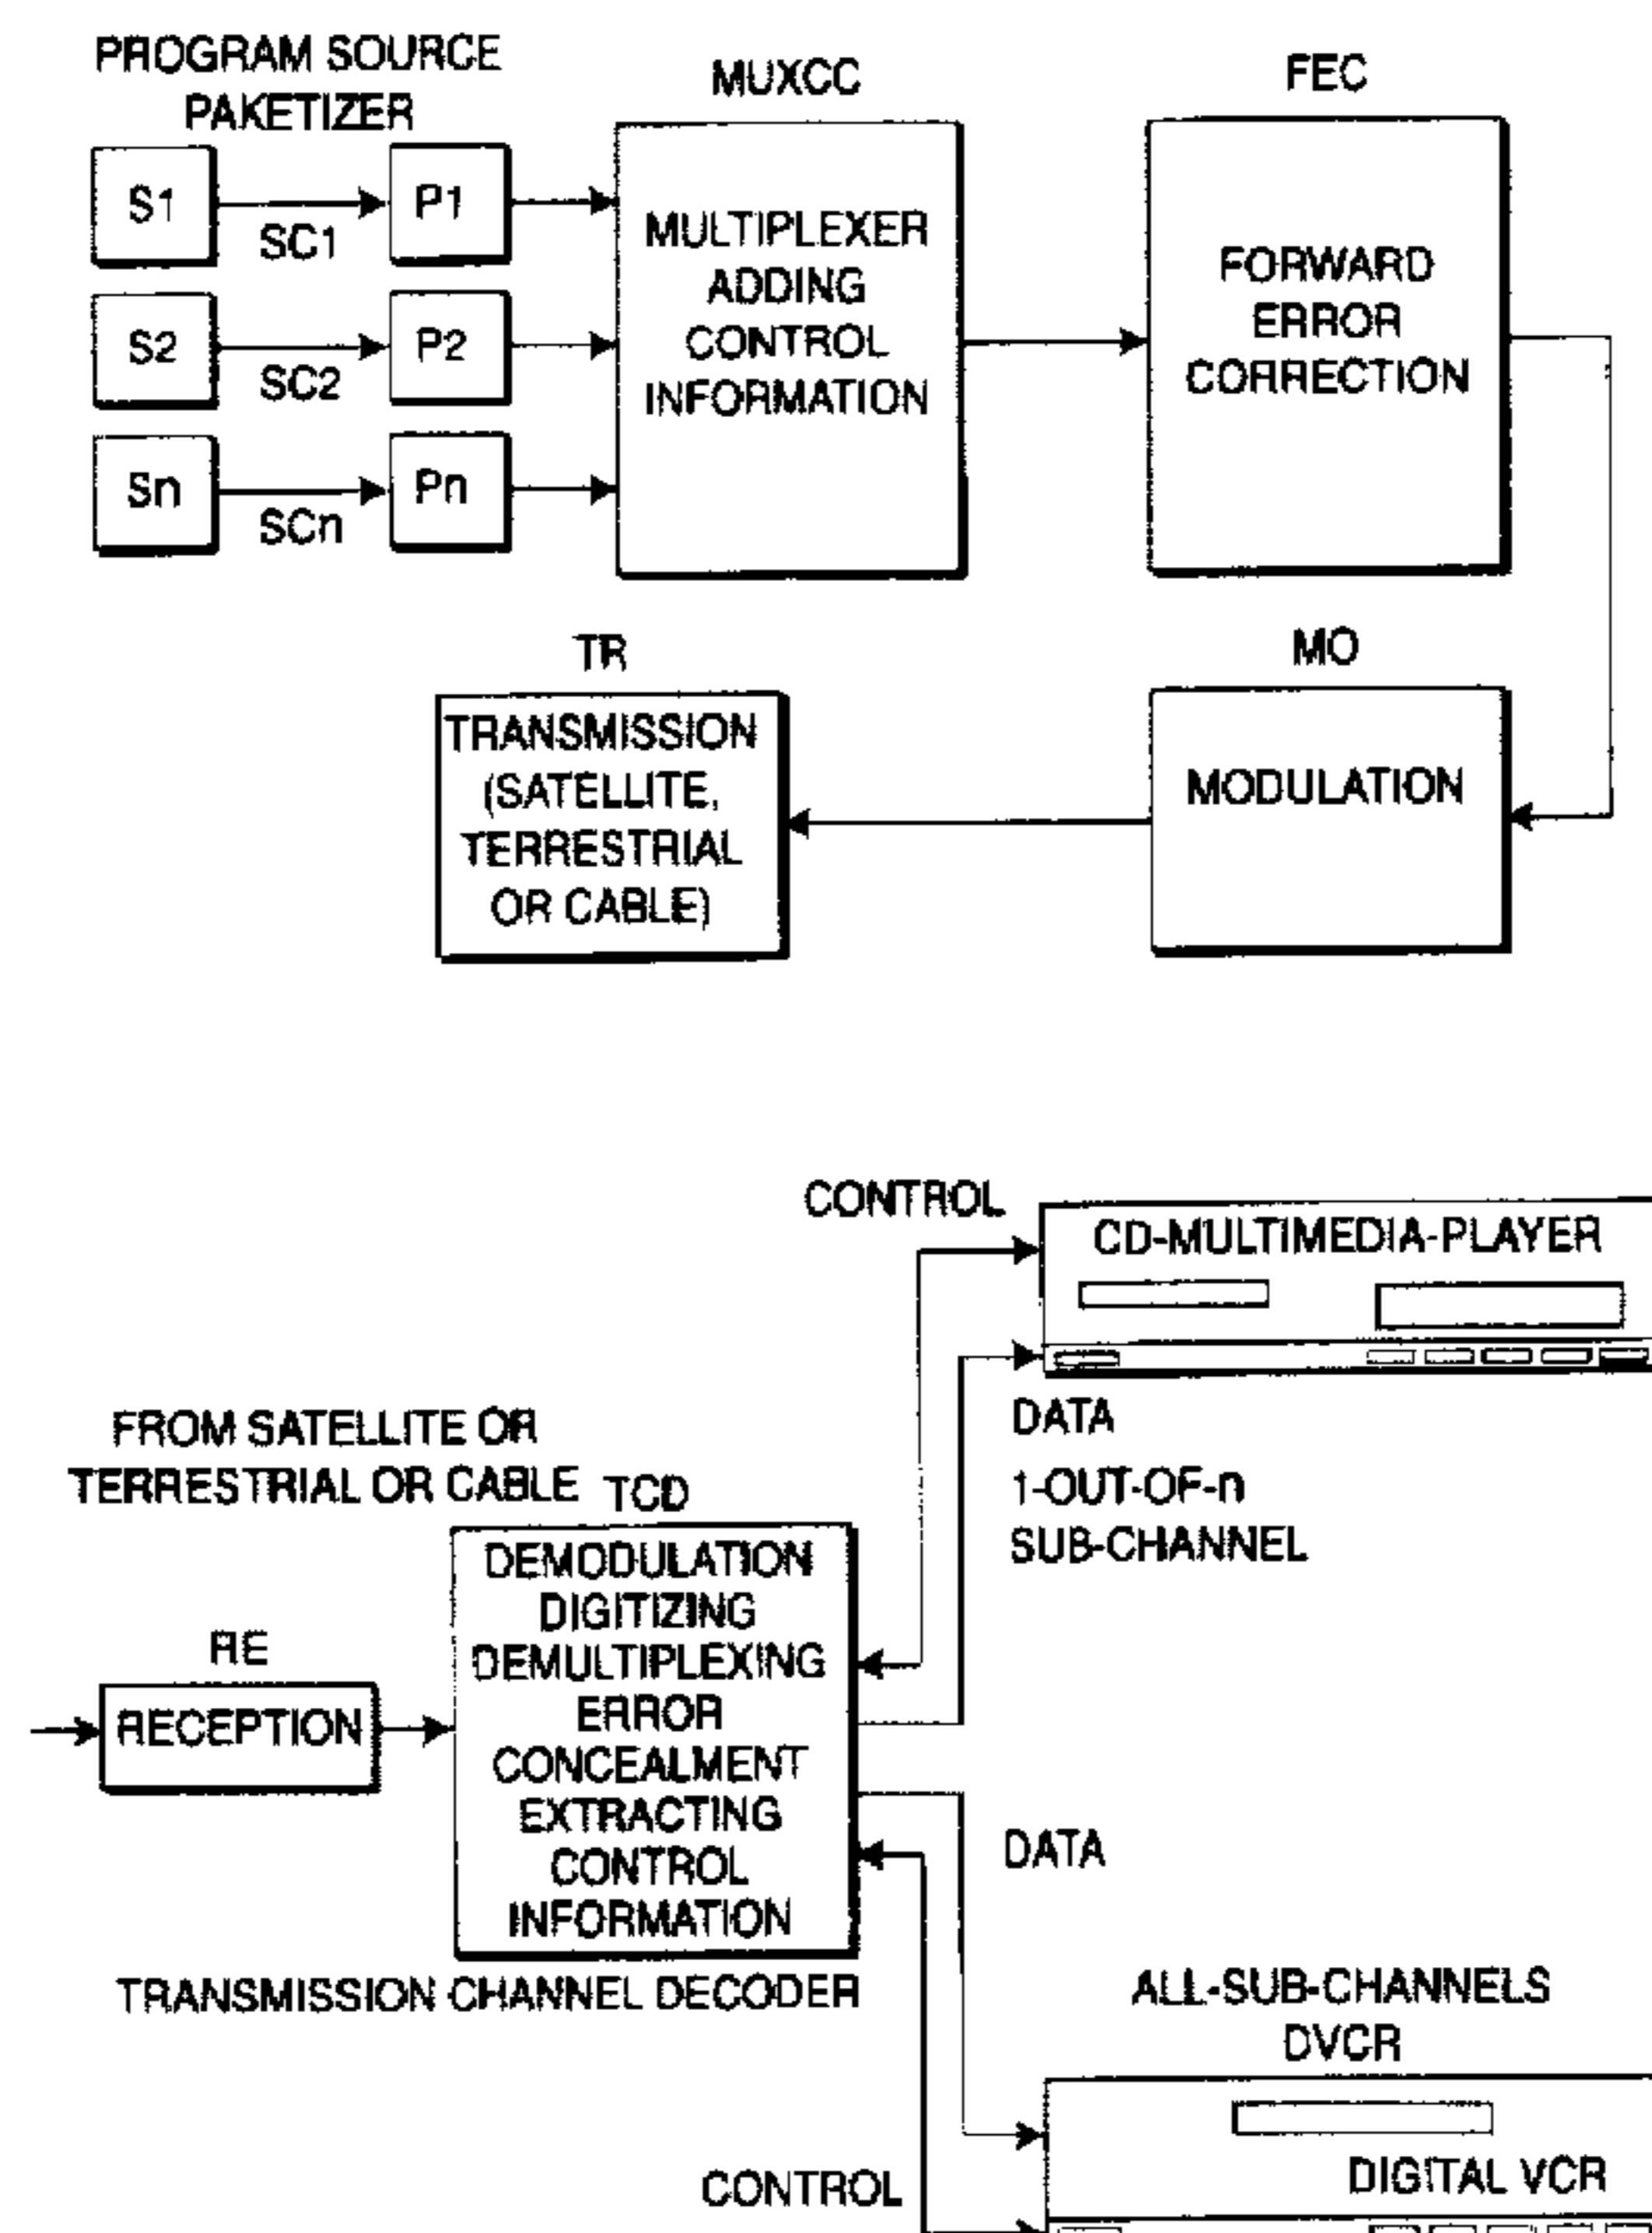 PROGRAM SOURCE
PAKETIZER
MUXCC
FEC
S1
SC1
P1
S2
SC2
P2
Sn
SCn
Pn
MULTIPLEXER
ADDING
CONTROL
INFORMATION
FORWARD
ERROR
CORRECTION
TR
TRANSMISSION
(SATELLITE,
TERRESTRIAL
OR CABLE)
MO
MODULATION
CONTROL
CD-MULTIMEDIA-PLAYER
DATA
1-OUT-OF-n
SUB-CHANNEL
FROM SATELLITE OR
TERRESTRIAL OR CABLE
TCD
RE
RECEPTION
DEMODULATION
DIGITIZING
DEMULTIPLEXING
ERROR
CONCEALMENT
EXTRACTING
CONTROL
INFORMATION
TRANSMISSION CHANNEL DECODER
DATA
ALL-SUB-CHANNELS
DVCR
DIGITAL VCR
CONTROL